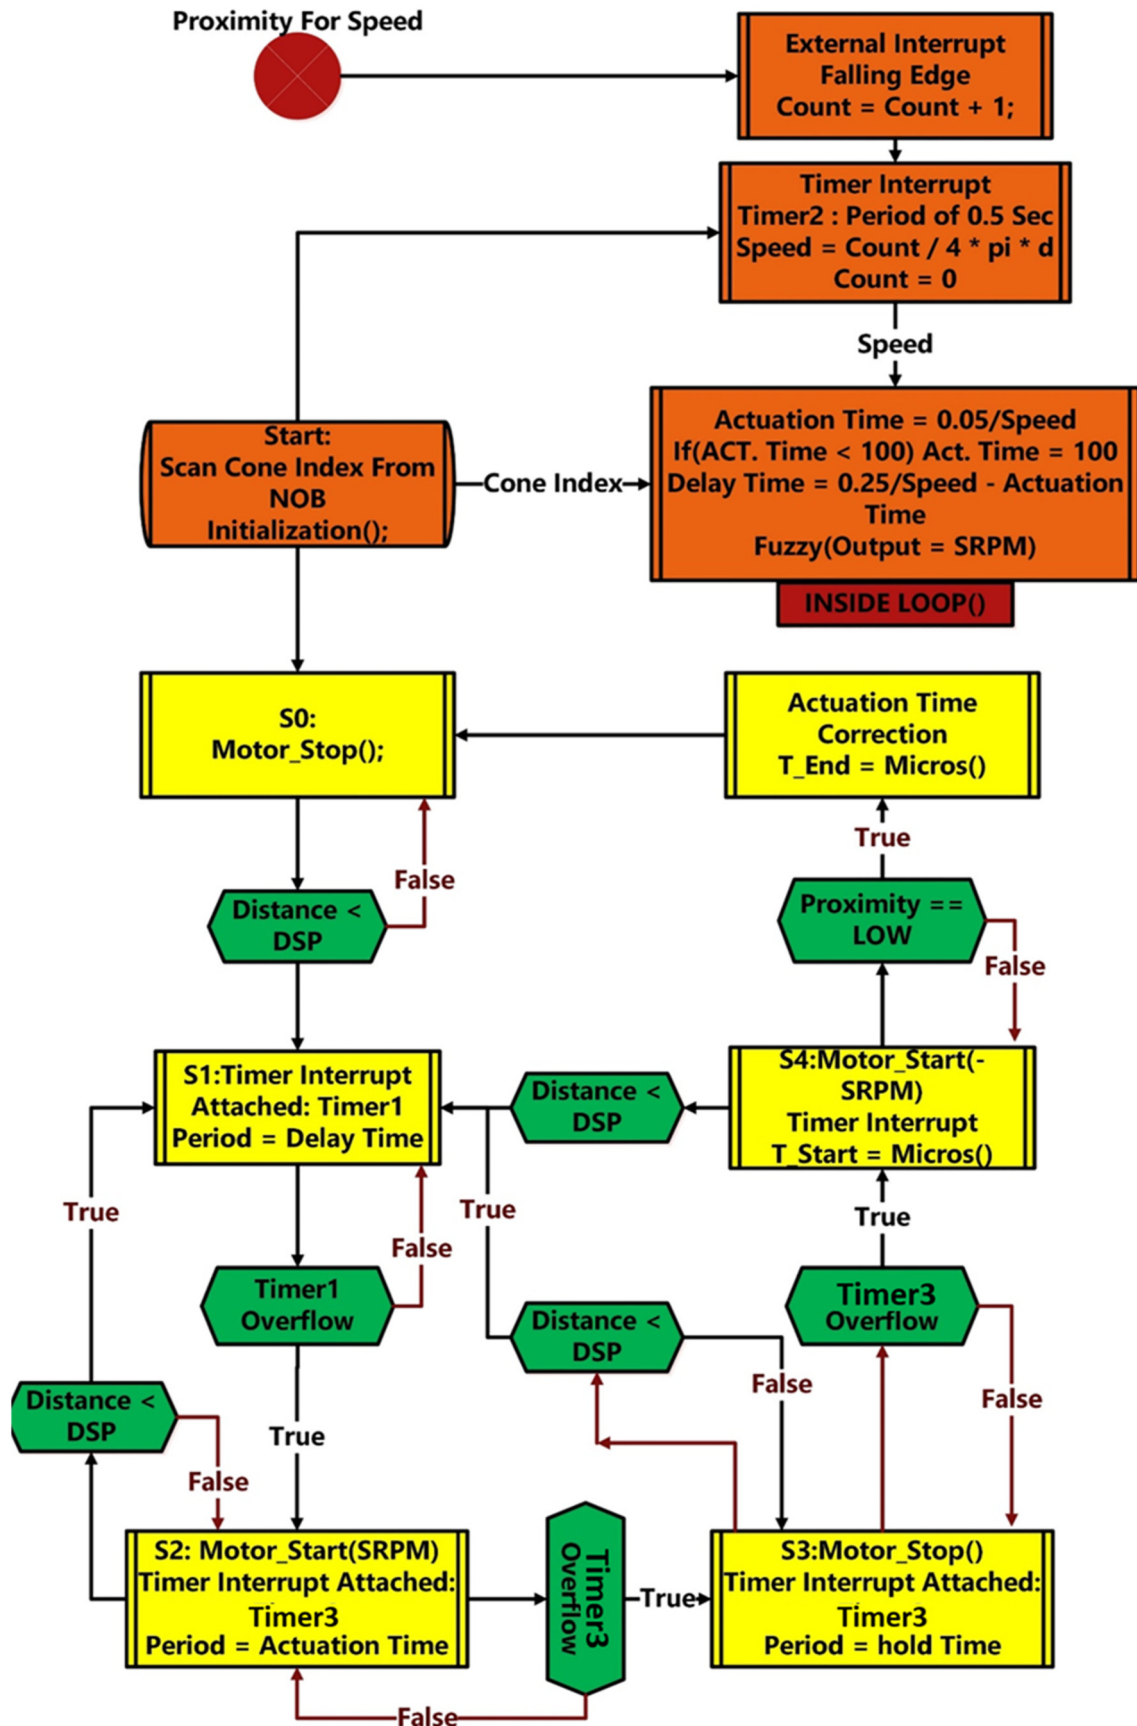 Proximity For Speed
External Interrupt
Falling Edge
Count = Count + 1;
Timer Interrupt
Timer2 : Period of 0.5 Sec
Speed = Count / 4 * pi * d
Count = 0
Speed
Start:
Scan Cone Index From
NOB
Initialization();
Cone Index
Actuation Time = 0.05/Speed
If(ACT. Time < 100) Act. Time = 100
Delay Time = 0.25/Speed - Actuation
Time
Fuzzy(Output = SRPM)
INSIDE LOOP()
S0:
Motor_Stop();
Actuation Time
Correction
T_End = Micros()
True
False
Distance <
DSP
Proximity ==
LOW
False
S1:Timer Interrupt
Attached: Timer1
Period = Delay Time
Distance <
DSP
S4:Motor_Start(-
SRPM)
Timer Interrupt
T_Start = Micros()
True
False
True
True
Timer1
Overflow
Distance <
DSP
Timer3
Overflow
False
False
Distance <
DSP
True
False
S2: Motor_Start(SRPM)
Timer Interrupt Attached:
Timer3
Period = Actuation Time
Timer3
Overflow
True
S3:Motor_Stop()
Timer Interrupt Attached:
Timer3
Period = hold Time
False